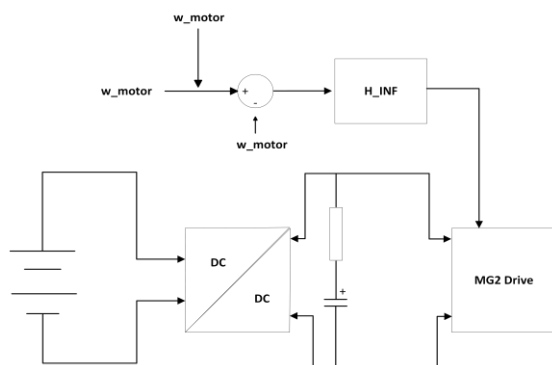 w_motor
w_motor
+
-
w_motor
H_INF
DC
DC
+
MG2 Drive